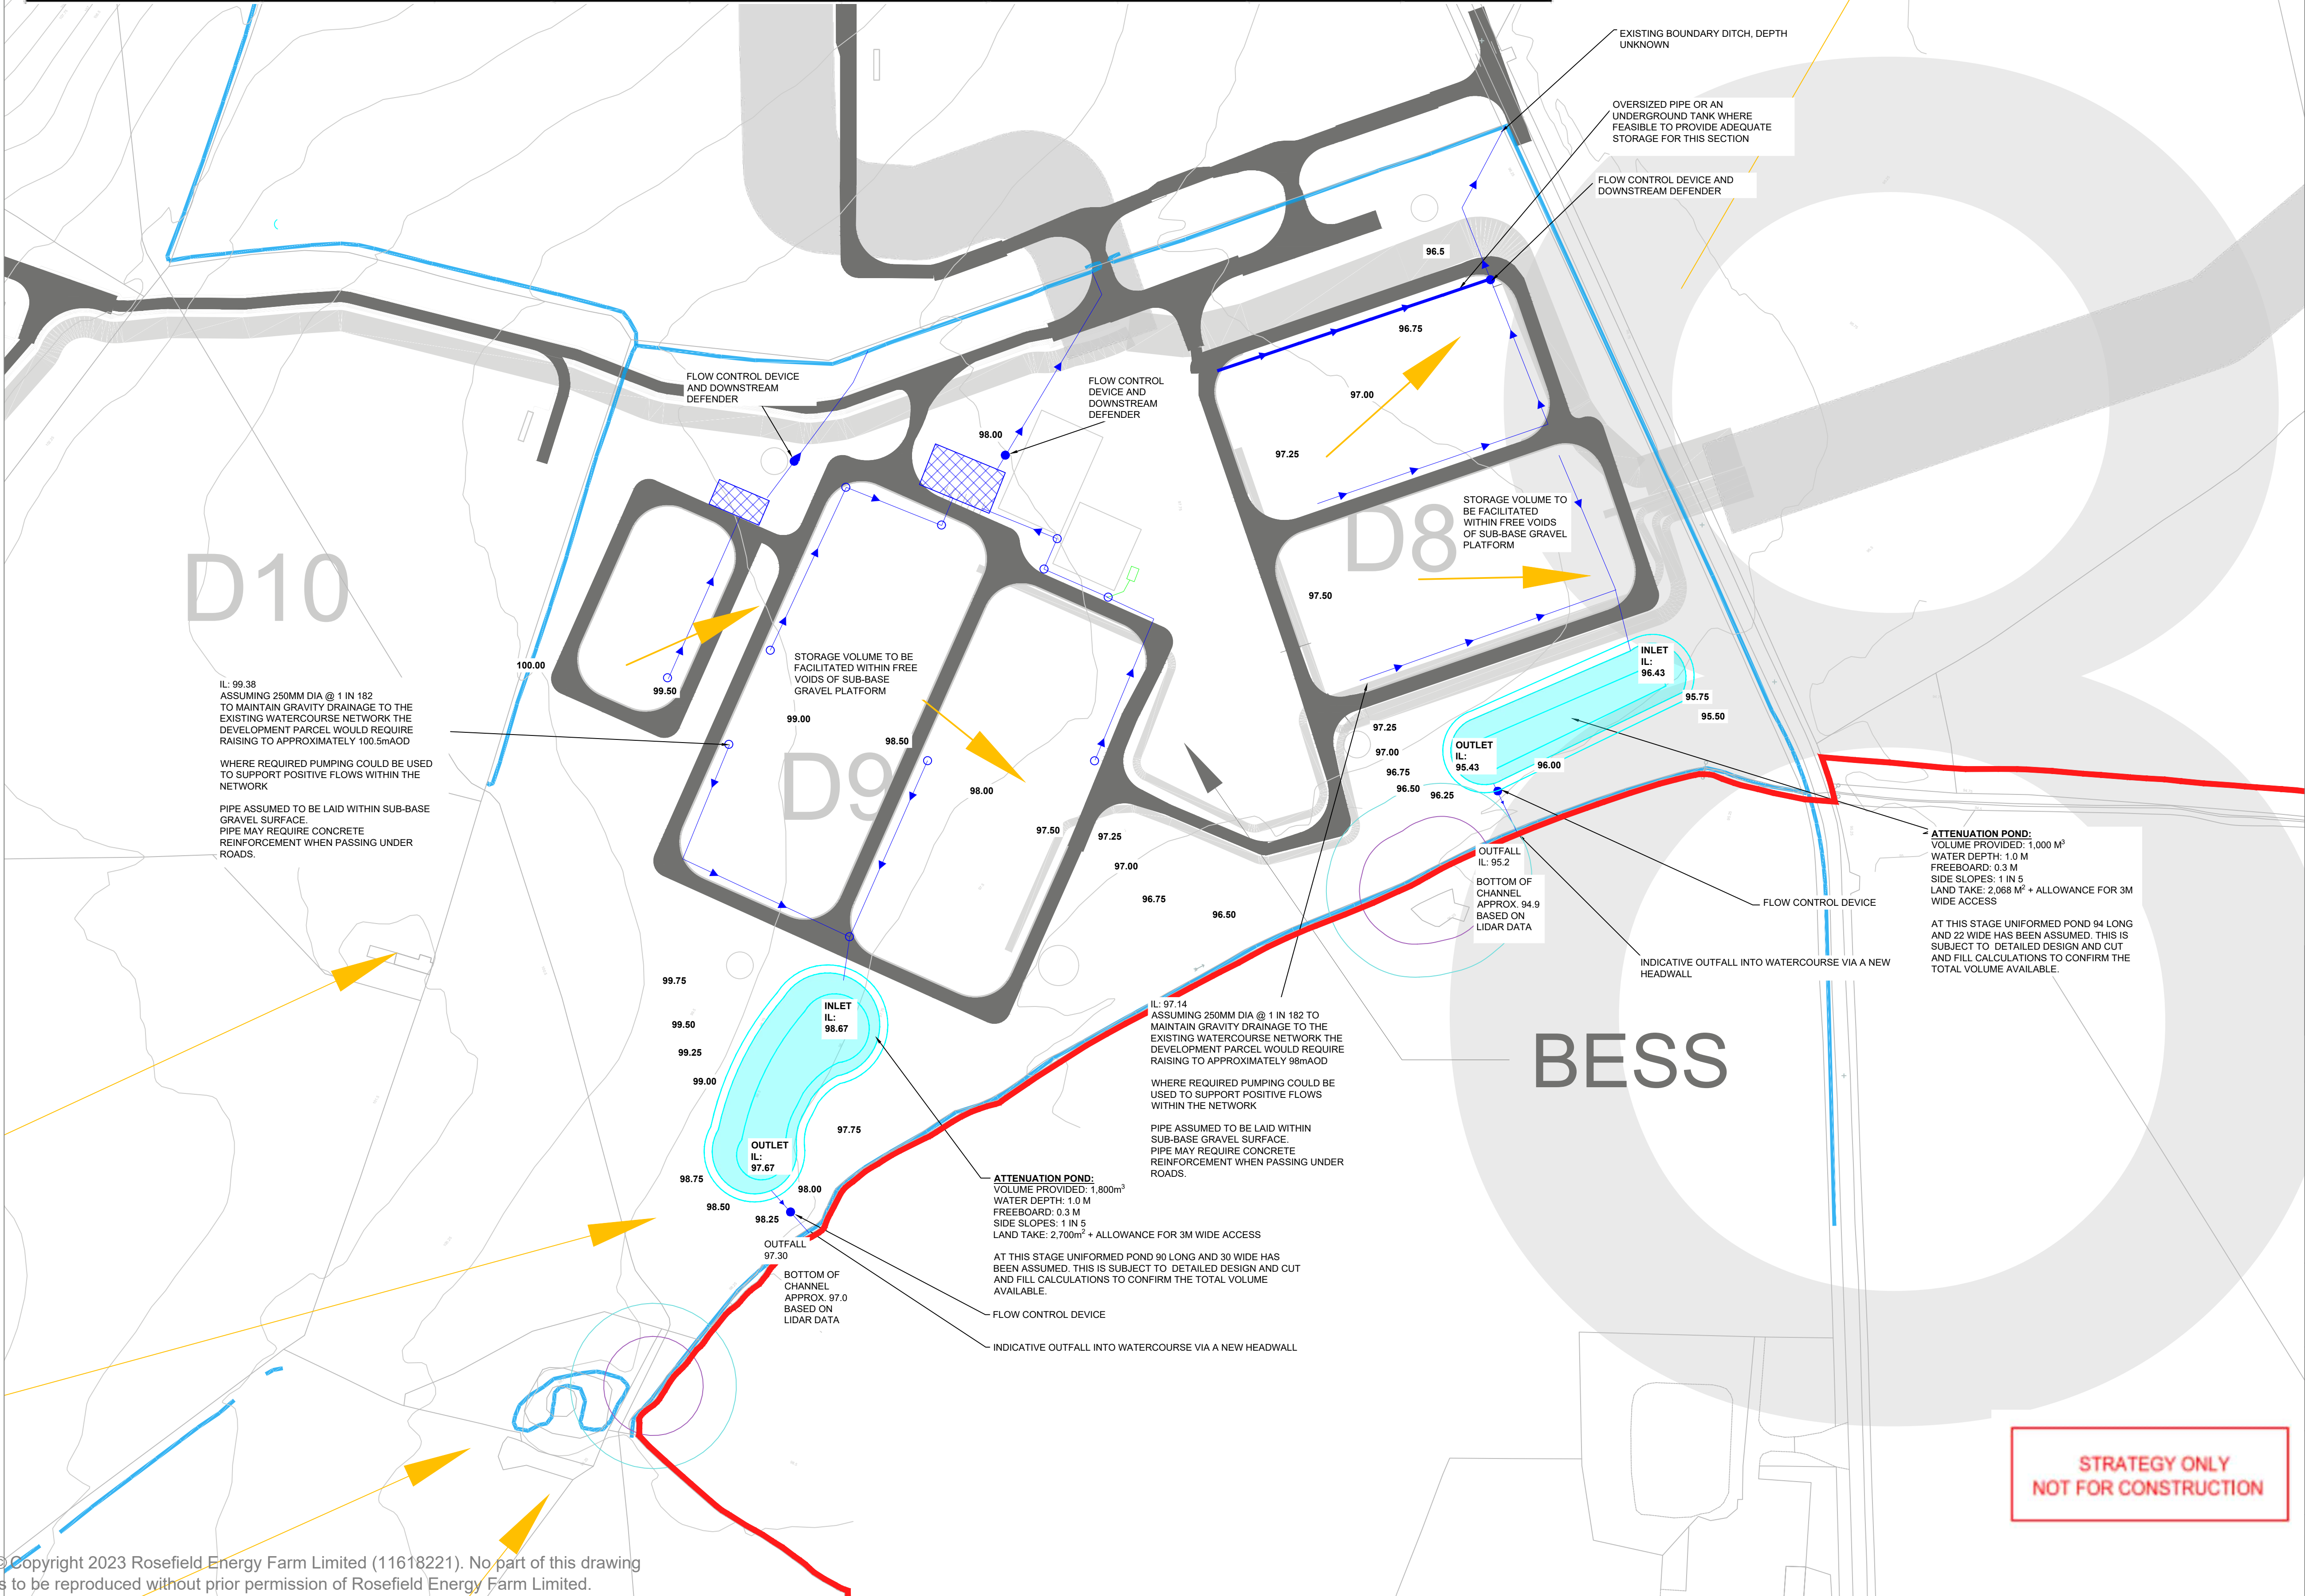 EXISTING BOUNDARY DITCH, DEPTH
UNKNOWN
OVERSIZED PIPE OR AN
UNDERGROUND TANK WHERE
FEASIBLE TO PROVIDE ADEQUATE
STORAGE FOR THIS SECTION
FLOW CONTROL DEVICE AND
DOWNSTREAM DEFENDER
96.5
96.75
97.00
97.25
FLOW CONTROL DEVICE
AND DOWNSTREAM
DEFENDER
FLOW CONTROL
DEVICE AND
DOWNSTREAM
DEFENDER
98.00
D8
STORAGE VOLUME TO
BE FACILITATED
WITHIN FREE VOIDS
OF SUB-BASE GRAVEL
PLATFORM
97.50
D10
100.00
99.50
STORAGE VOLUME TO BE
FACILITATED WITHIN FREE
VOIDS OF SUB-BASE
GRAVEL PLATFORM
99.00
98.50
D9
98.00
97.50
97.25
97.00
96.75
96.50
IL: 99.38
ASSUMING 250MM DIA @ 1 IN 182
TO MAINTAIN GRAVITY DRAINAGE TO THE
EXISTING WATERCOURSE NETWORK THE
DEVELOPMENT PARCEL WOULD REQUIRE
RAISING TO APPROXIMATELY 100.5mAOD
WHERE REQUIRED PUMPING COULD BE USED
TO SUPPORT POSITIVE FLOWS WITHIN THE
NETWORK
PIPE ASSUMED TO BE LAID WITHIN SUB-BASE
GRAVEL SURFACE.
PIPE MAY REQUIRE CONCRETE
REINFORCEMENT WHEN PASSING UNDER
ROADS.
INLET
IL:
96.43
95.75
95.50
OUTLET
IL:
95.43
96.00
97.25
97.00
96.75
96.50
96.25
OUTFALL
IL: 95.2
BOTTOM OF
CHANNEL
APPROX. 94.9
BASED ON
LIDAR DATA
ATTENUATION POND:
VOLUME PROVIDED: 1,000 M³
WATER DEPTH: 1.0 M
FREEBOARD: 0.3 M
SIDE SLOPES: 1 IN 5
LAND TAKE: 2,068 M² + ALLOWANCE FOR 3M
WIDE ACCESS
AT THIS STAGE UNIFORMED POND 94 LONG
AND 22 WIDE HAS BEEN ASSUMED. THIS IS
SUBJECT TO DETAILED DESIGN AND CUT
AND FILL CALCULATIONS TO CONFIRM THE
TOTAL VOLUME AVAILABLE.
FLOW CONTROL DEVICE
INDICATIVE OUTFALL INTO WATERCOURSE VIA A NEW
HEADWALL
BESS
IL: 97.14
ASSUMING 250MM DIA @ 1 IN 182 TO
MAINTAIN GRAVITY DRAINAGE TO THE
EXISTING WATERCOURSE NETWORK THE
DEVELOPMENT PARCEL WOULD REQUIRE
RAISING TO APPROXIMATELY 98mAOD
WHERE REQUIRED PUMPING COULD BE
USED TO SUPPORT POSITIVE FLOWS
WITHIN THE NETWORK
PIPE ASSUMED TO BE LAID WITHIN
SUB-BASE GRAVEL SURFACE.
PIPE MAY REQUIRE CONCRETE
REINFORCEMENT WHEN PASSING UNDER
ROADS.
99.75
99.50
99.25
99.00
INLET
IL:
98.67
97.75
OUTLET
IL:
97.67
98.75
98.50
98.25
98.00
OUTFALL
97.30
BOTTOM OF
CHANNEL
APPROX. 97.0
BASED ON
LIDAR DATA
ATTENUATION POND:
VOLUME PROVIDED: 1,800m³
WATER DEPTH: 1.0 M
FREEBOARD: 0.3 M
SIDE SLOPES: 1 IN 5
LAND TAKE: 2,700m² + ALLOWANCE FOR 3M WIDE ACCESS
AT THIS STAGE UNIFORMED POND 90 LONG AND 30 WIDE HAS
BEEN ASSUMED. THIS IS SUBJECT TO DETAILED DESIGN AND CUT
AND FILL CALCULATIONS TO CONFIRM THE TOTAL VOLUME
AVAILABLE.
FLOW CONTROL DEVICE
INDICATIVE OUTFALL INTO WATERCOURSE VIA A NEW HEADWALL
STRATEGY ONLY
NOT FOR CONSTRUCTION
© Copyright 2023 Rosefield Energy Farm Limited (11618221). No part of this drawing
s to be reproduced without prior permission of Rosefield Energy Farm Limited.